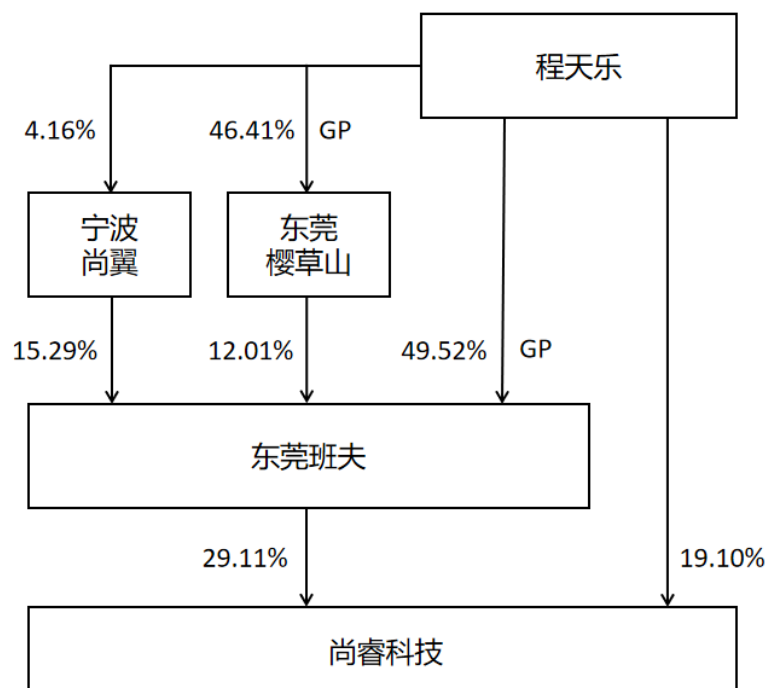 程天乐
4.16%
46.41%
GP
宁波
尚翼
东莞
樱草山
15.29%
12.01%
49.52%
GP
东莞班夫
29.11%
19.10%
尚睿科技